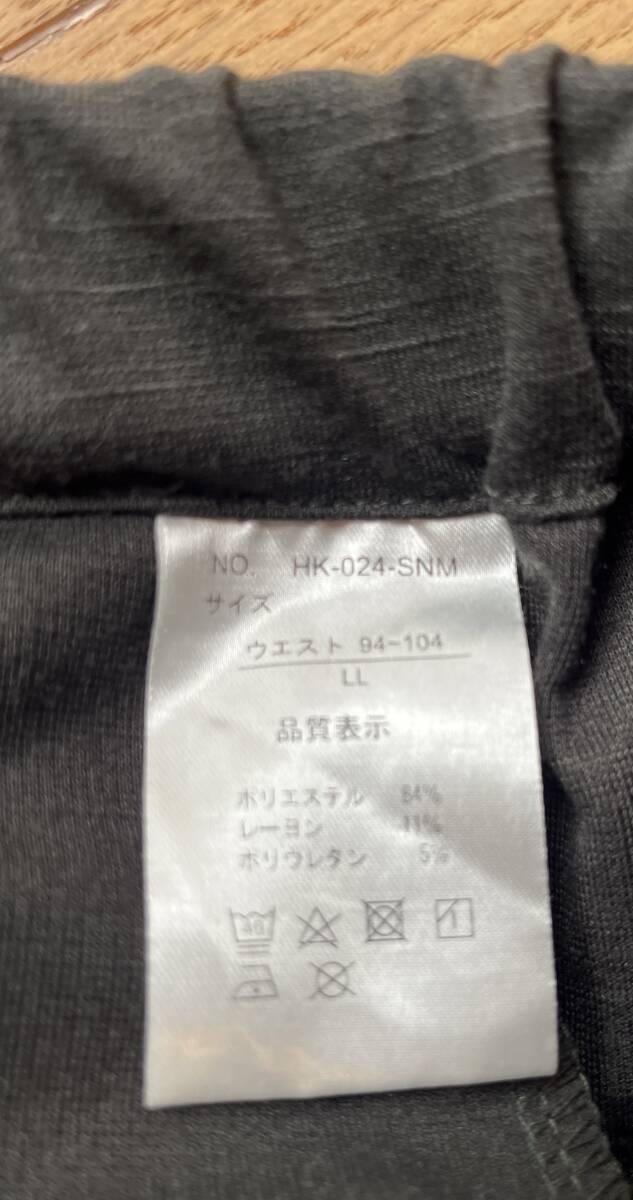 NO. HK-024-SNM
サイズ
ウエスト 94-104
LL
品質表示
ポリエステル 84%
レーヨン 11%
ポリウレタン 5%
40